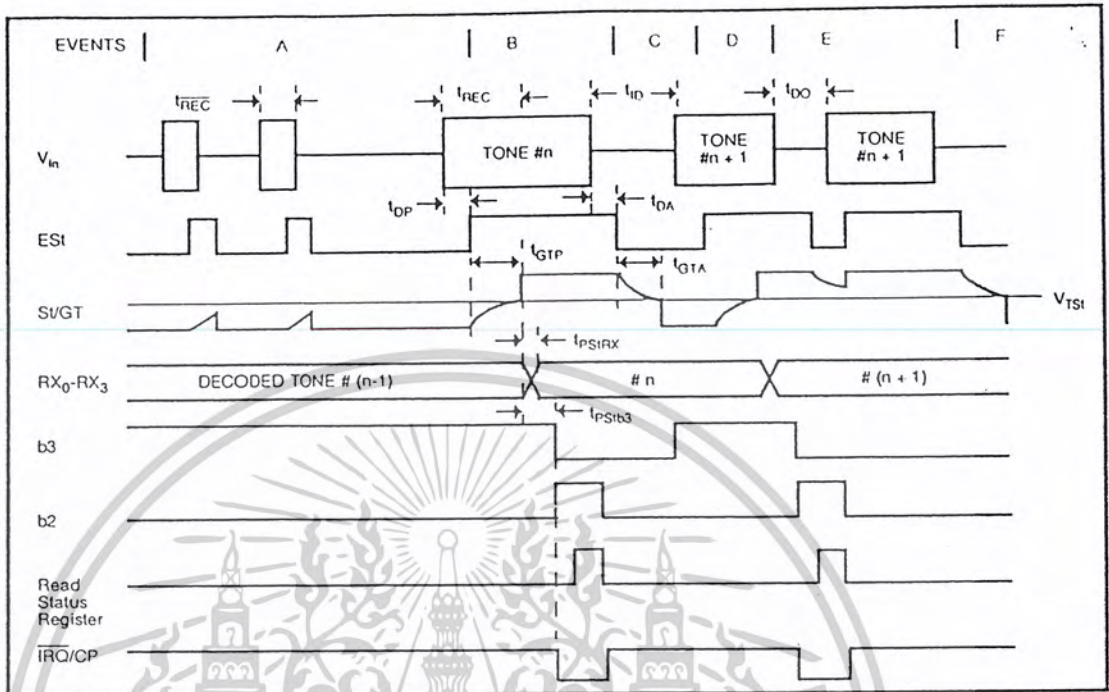 EVENTS A B C D E F
tREC tREC tID tDO
Vin TONE #n TONE #n + 1 TONE #n + 1
tDP tDA
ESt
tGTP tGTA
St/GT VTSt
tPStRX
RX0-RX3 DECODED TONE # (n-1) # n # (n + 1)
tPStb3
b3
b2
Read
Status
Register
IRQ/CP